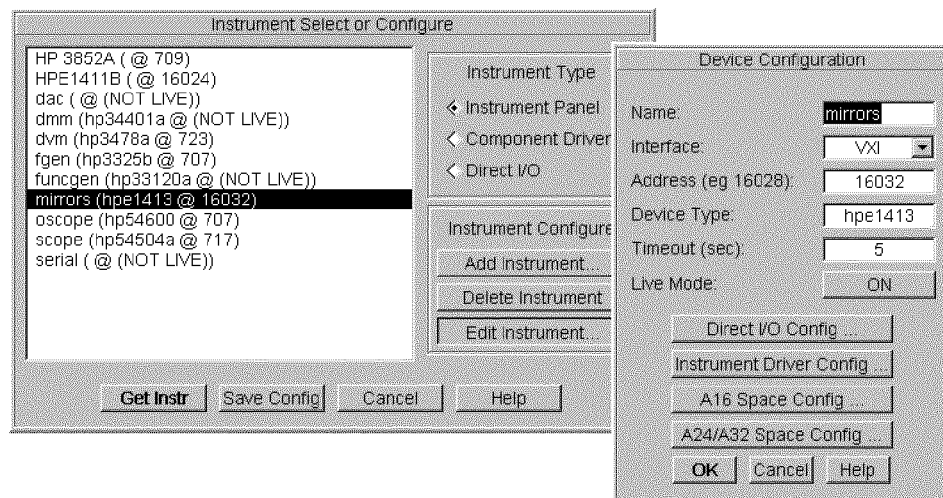 Instrument Select or Configure
HP 3852A ( @ 709)
HPE1411B ( @ 16024)
dac ( @ (NOT LIVE))
dmm (hp34401a @ (NOT LIVE))
dvm (hp3478a @ 723)
fgen (hp3325b @ 707)
funcgen (hp33120a @ (NOT LIVE))
mirrors (hpe1413 @ 16032)
oscope (hp54600 @ 707)
scope (hp54504a @ 717)
serial ( @ (NOT LIVE))
Instrument Type
Instrument Panel
Component Driver
Direct I/O
Instrument Configure
Add Instrument...
Delete Instrument
Edit Instrument...
Get Instr
Save Config
Cancel
Help
Device Configuration
Name: mirrors
Interface: VXI
Address (eg 16028): 16032
Device Type: hpe1413
Timeout (sec): 5
Live Mode: ON
Direct I/O Config ...
Instrument Driver Config ...
A16 Space Config ...
A24/A32 Space Config ...
OK
Cancel
Help